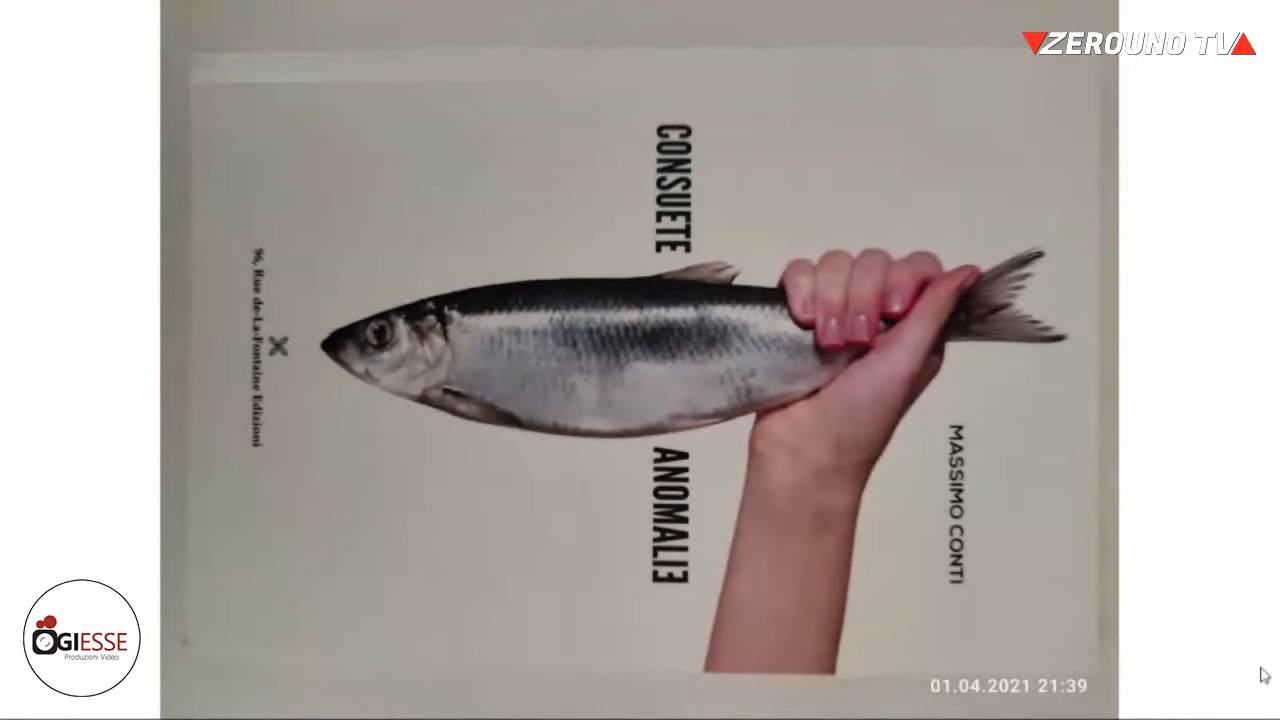 ZEROUNO TV
MASSIMO CONTI
CONSUETE
ANOMALIE
96, Rue de-La-Fontaine Edizioni
OGIESSE
Produzioni Video
01.04.2021 21:39